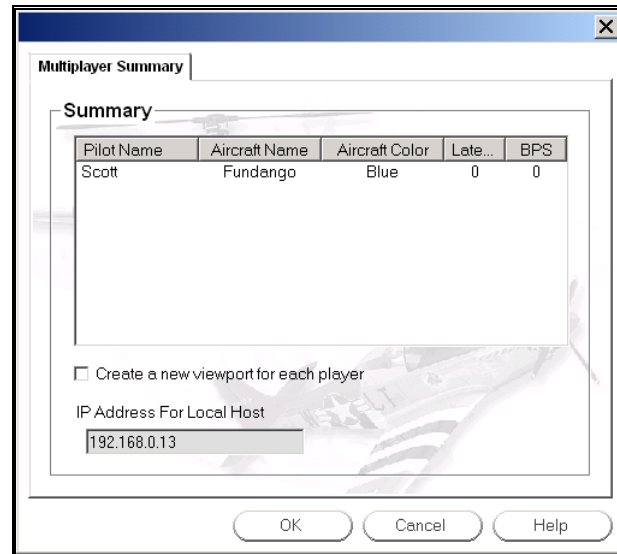 Multiplayer Summary
Summary
Pilot Name Aircraft Name Aircraft Color Late... BPS
Scott Fundango Blue 0 0
Create a new viewport for each player
IP Address For Local Host
192.168.0.13
OK Cancel Help